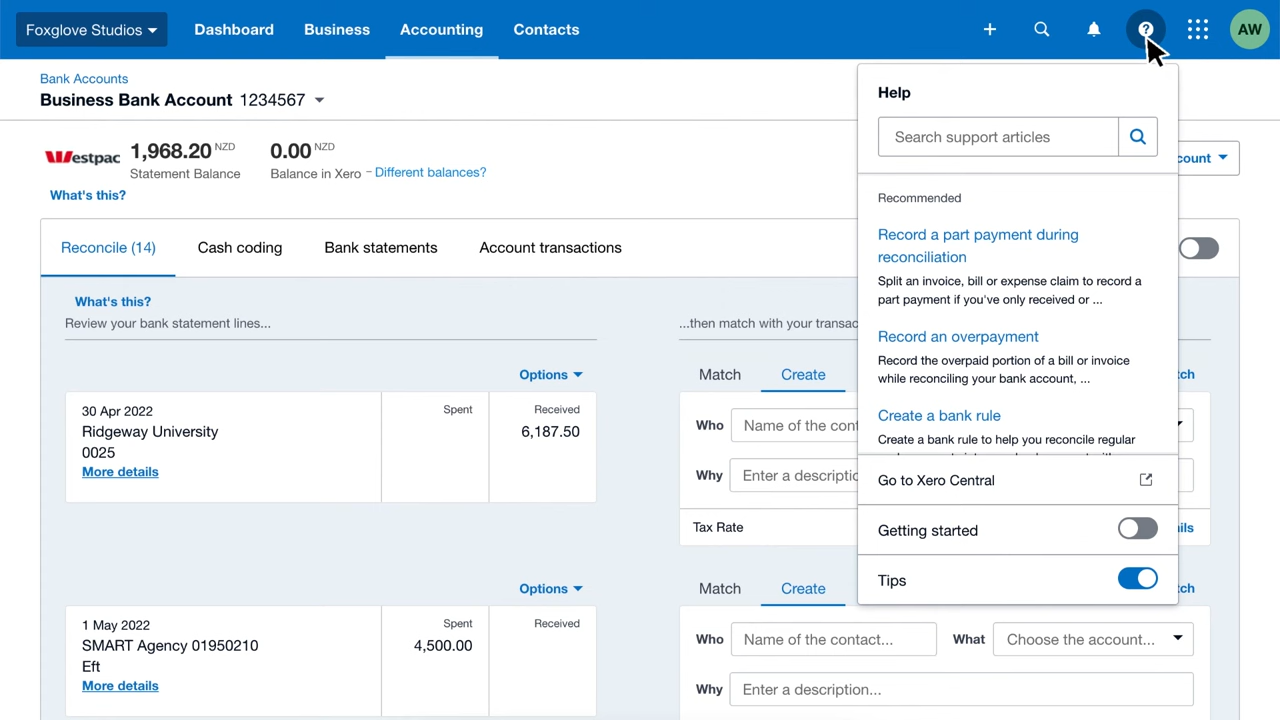 Foxglove Studios
Dashboard
Business
Accounting
Contacts
AW
Bank Accounts
Business Bank Account 1234567
Westpac
1,968.20 NZD
Statement Balance
0.00 NZD
Balance in Xero - Different balances?
What's this?
Reconcile (14)
Cash coding
Bank statements
Account transactions
What's this?
Review your bank statement lines...
...then match with your transac
Options
Match
Create
30 Apr 2022
Ridgeway University
0025
More details
Spent
Received
6,187.50
Who
Name of the cont
Why
Enter a descriptic
Tax Rate
Options
Match
Create
1 May 2022
SMART Agency 01950210
Eft
More details
Spent
4,500.00
Received
Who
Name of the contact...
What
Choose the account...
Why
Enter a description...
Help
Search support articles
Recommended
Record a part payment during
reconciliation
Split an invoice, bill or expense claim to record a
part payment if you've only received or ...
Record an overpayment
Record the overpaid portion of a bill or invoice
while reconciling your bank account, ...
Create a bank rule
Create a bank rule to help you reconcile regular
Go to Xero Central
Getting started
Tips
count
tch
ils
tch